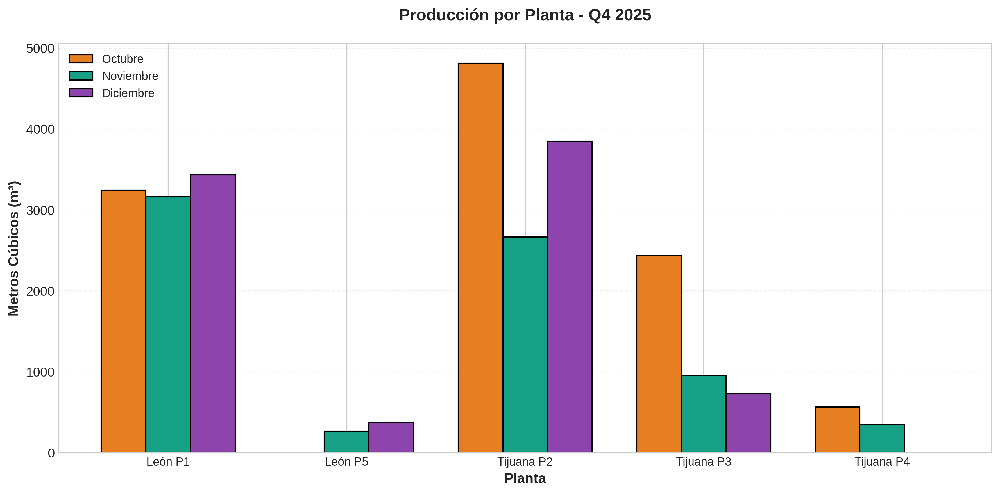 Producción por Planta - Q4 2025
5000
4000
3000
2000
1000
0
Metros Cúbicos (m³)
Octubre
Noviembre
Diciembre
León P1
León P5
Tijuana P2
Tijuana P3
Tijuana P4
Planta